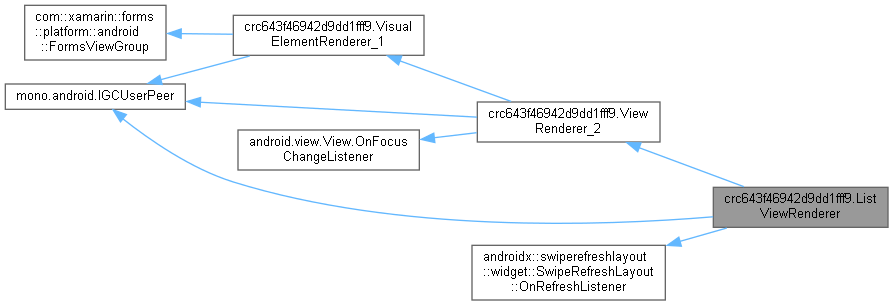 com::xamarin::forms
::platform::android
::FormsViewGroup
crc643f46942d9dd1fff9.Visual
ElementRenderer_1
mono.android.IGCUserPeer
crc643f46942d9dd1fff9.View
Renderer_2
android.view.View.OnFocus
ChangeListener
crc643f46942d9dd1fff9.List
ViewRenderer
androidx::swiperefreshlayout
::widget::SwipeRefreshLayout
::OnRefreshListener